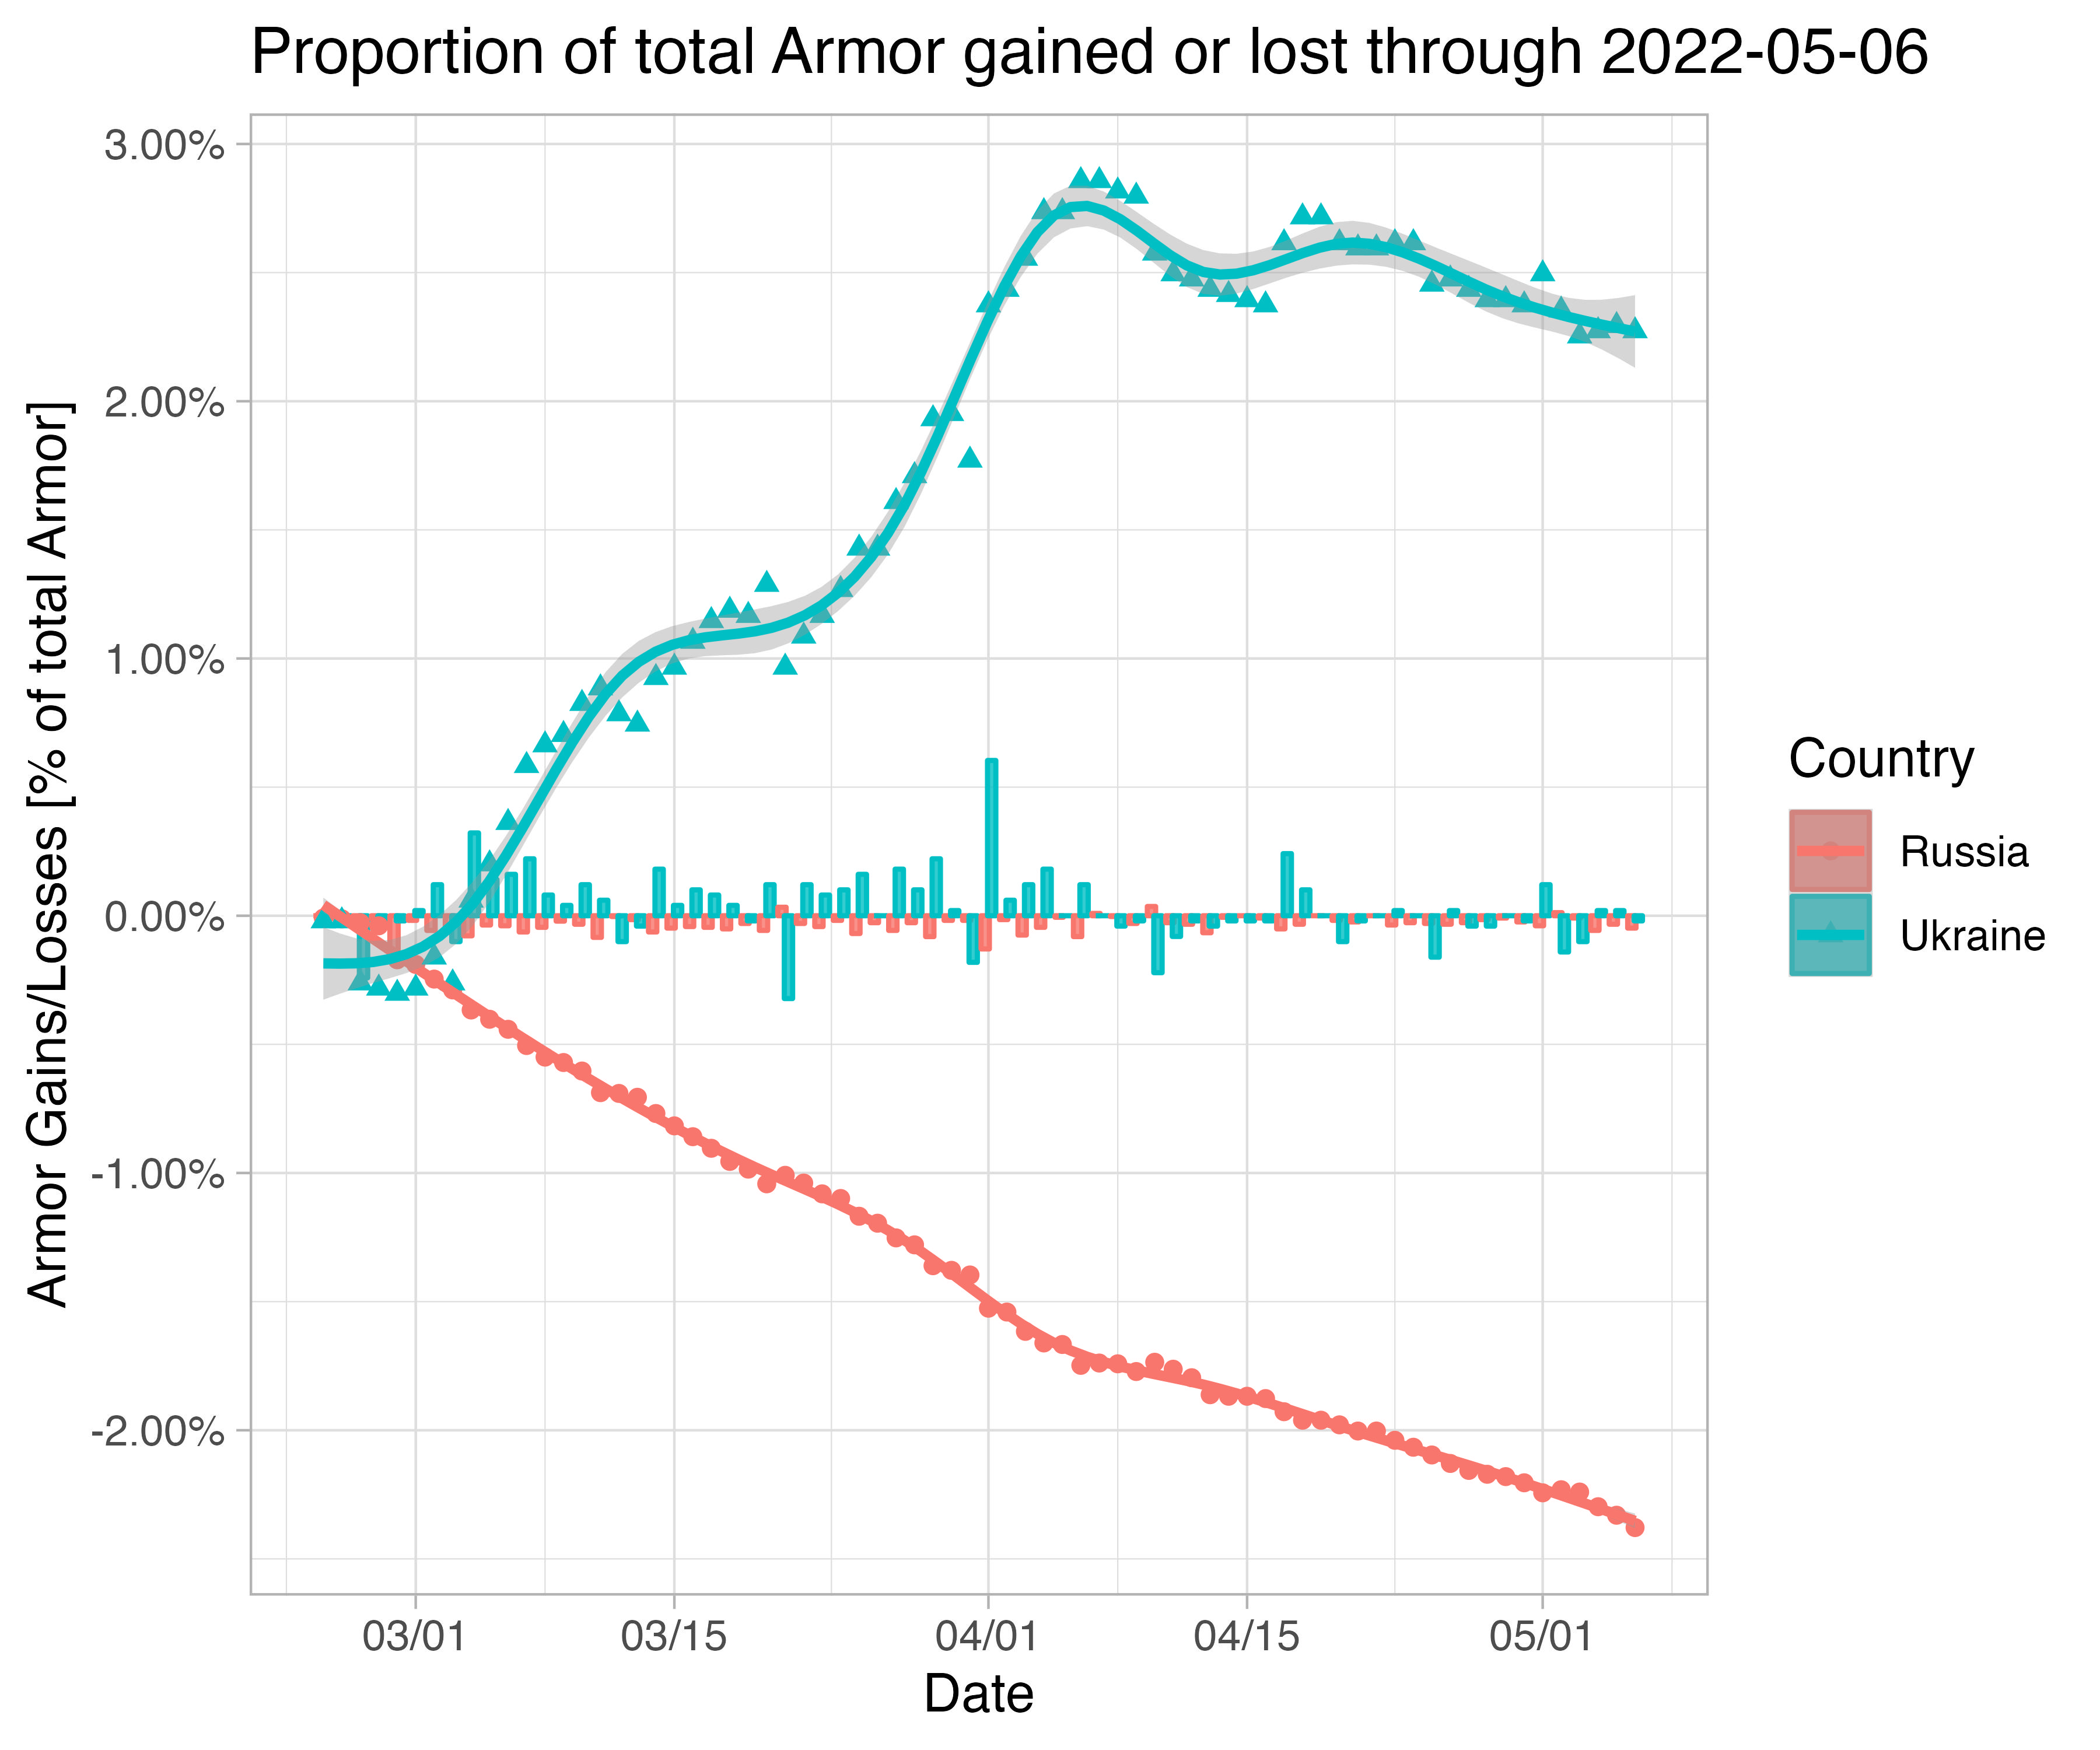 Proportion of total Armor gained or lost through 2022-05-06
Armor Gains/Losses [% of total Armor]
3.00%
2.00%
1.00%
0.00%
-1.00%
-2.00%
03/01
03/15
04/01
04/15
05/01
Date
Country
Russia
Ukraine